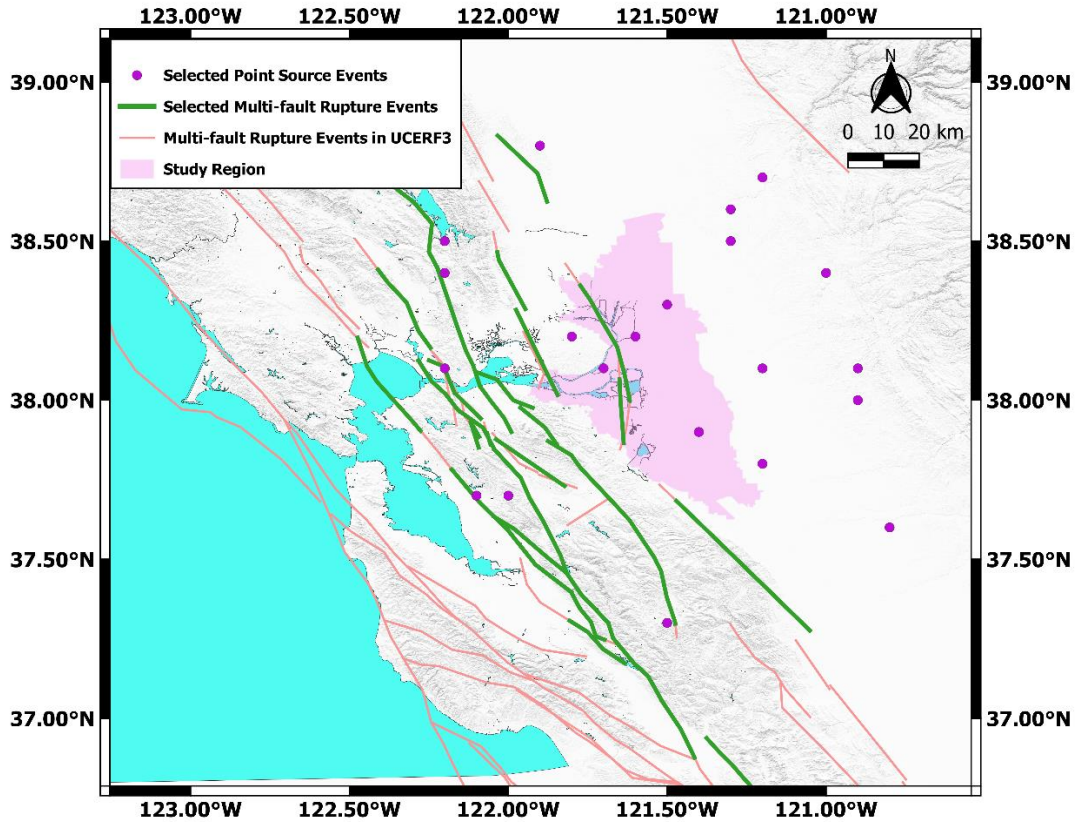 123.00°W 122.50°W 122.00°W 121.50°W 121.00°W
39.00°N 39.00°N
Selected Point Source Events
Selected Multi-fault Rupture Events
Multi-fault Rupture Events in UCERF3
Study Region
N
0 10 20 km
38.50°N 38.50°N
38.00°N 38.00°N
37.50°N 37.50°N
37.00°N 37.00°N
123.00°W 122.50°W 122.00°W 121.50°W 121.00°W